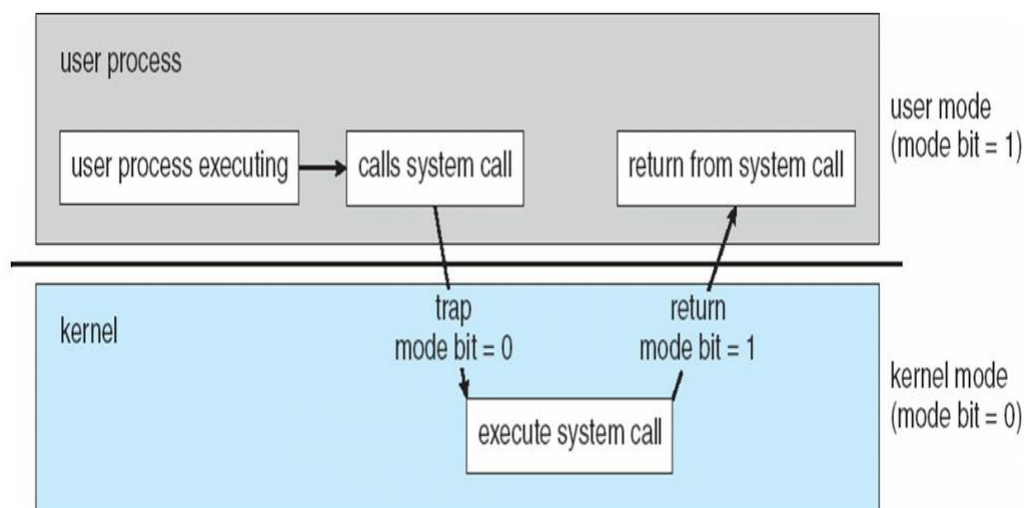 user process
user process executing
calls system call
return from system call
user mode
(mode bit = 1)
kernel
trap
mode bit = 0
return
mode bit = 1
execute system call
kernel mode
(mode bit = 0)